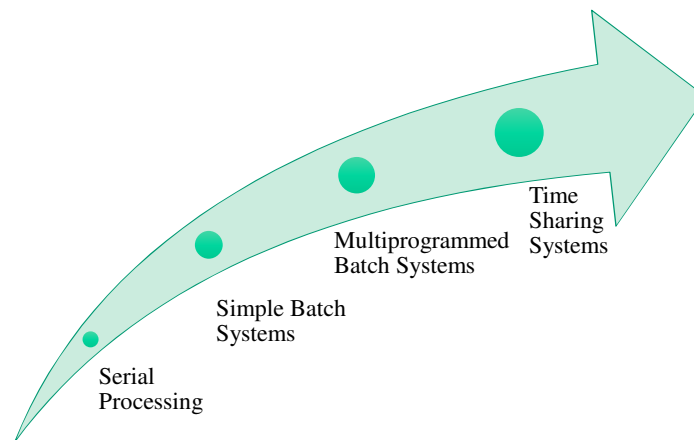 Time
Sharing
Systems
Multiprogrammed
Batch Systems
Simple Batch
Systems
Serial
Processing